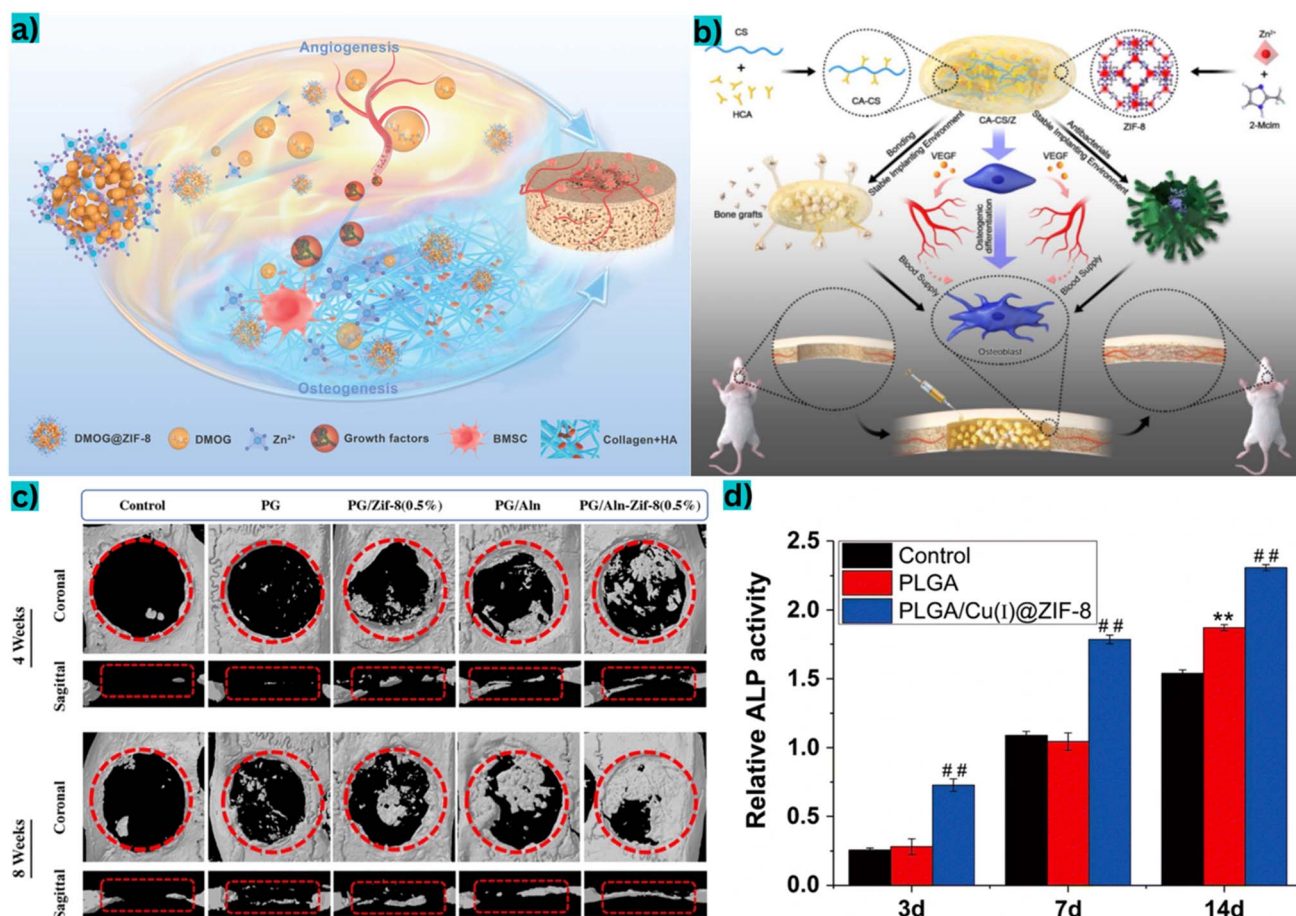 a)
Angiogenesis
Osteogenesis
DMOG@ZIF-8
DMOG
Zn²⁺
Growth factors
BMSC
Collagen+HA
b)
CS
+
HCA
CA-CS
CA-CS/Z
ZIF-8
Zn²⁺
+
2-McIm
Bonding
Stable Implanting Environment
Antibacterials
Stable Implanting Environment
VEGF
VEGF
Bone grafts
Osteogenic
differentiation
Blood Supply
Blood Supply
Osteoblast
c)
Control PG PG/Zif-8(0.5%) PG/Aln PG/Aln-Zif-8(0.5%)
4 Weeks
Coronal
Sagittal
8 Weeks
Coronal
Sagittal
d)
Relative ALP activity
2.5
2.0
1.5
1.0
0.5
0.0
Control
PLGA
PLGA/Cu(I)@ZIF-8
##
##
**
##
3d 7d 14d